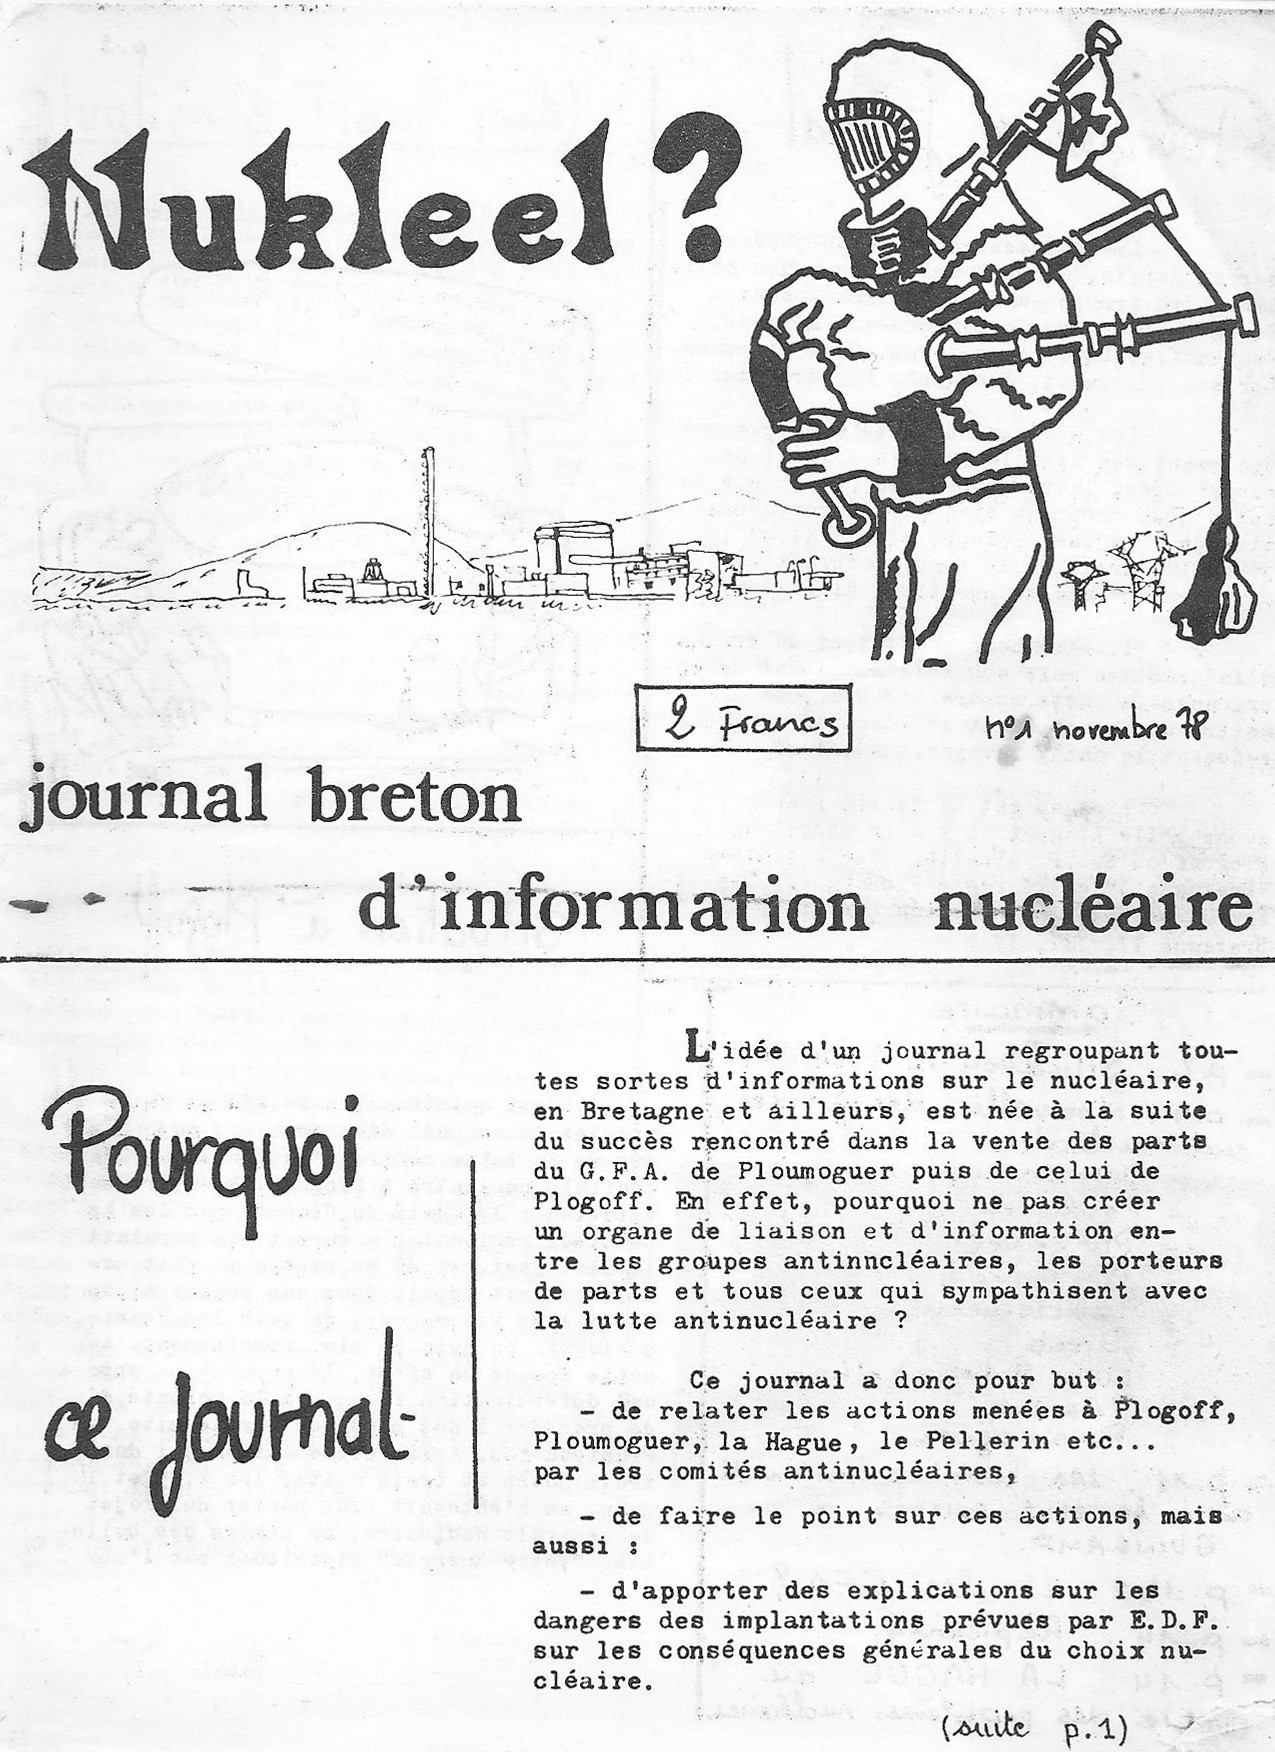 Nukleel ?
2 Francs
n°1 novembre 78
journal breton
d'information nucléaire
Pourquoi
ce journal-
L'idée d'un journal regroupant tou-
tes sortes d'informations sur le nucléaire,
en Bretagne et ailleurs, est née à la suite
du succès rencontré dans la vente des parts
du G.F.A. de Ploumoguer puis de celui de
Plogoff. En effet, pourquoi ne pas créer
un organe de liaison et d'information en-
tre les groupes antinncléaires, les porteurs
de parts et tous ceux qui sympathisent avec
la lutte antinucléaire ?
Ce journal a donc pour but :
- de relater les actions menées à Plogoff,
Ploumoguer, la Hague, le Pellerin etc...
par les comités antinucléaires,
- de faire le point sur ces actions, mais
aussi :
- d'apporter des explications sur les
dangers des implantations prévues par E.D.F.
sur les conséquences générales du choix nu-
cléaire.
(suite p.1)